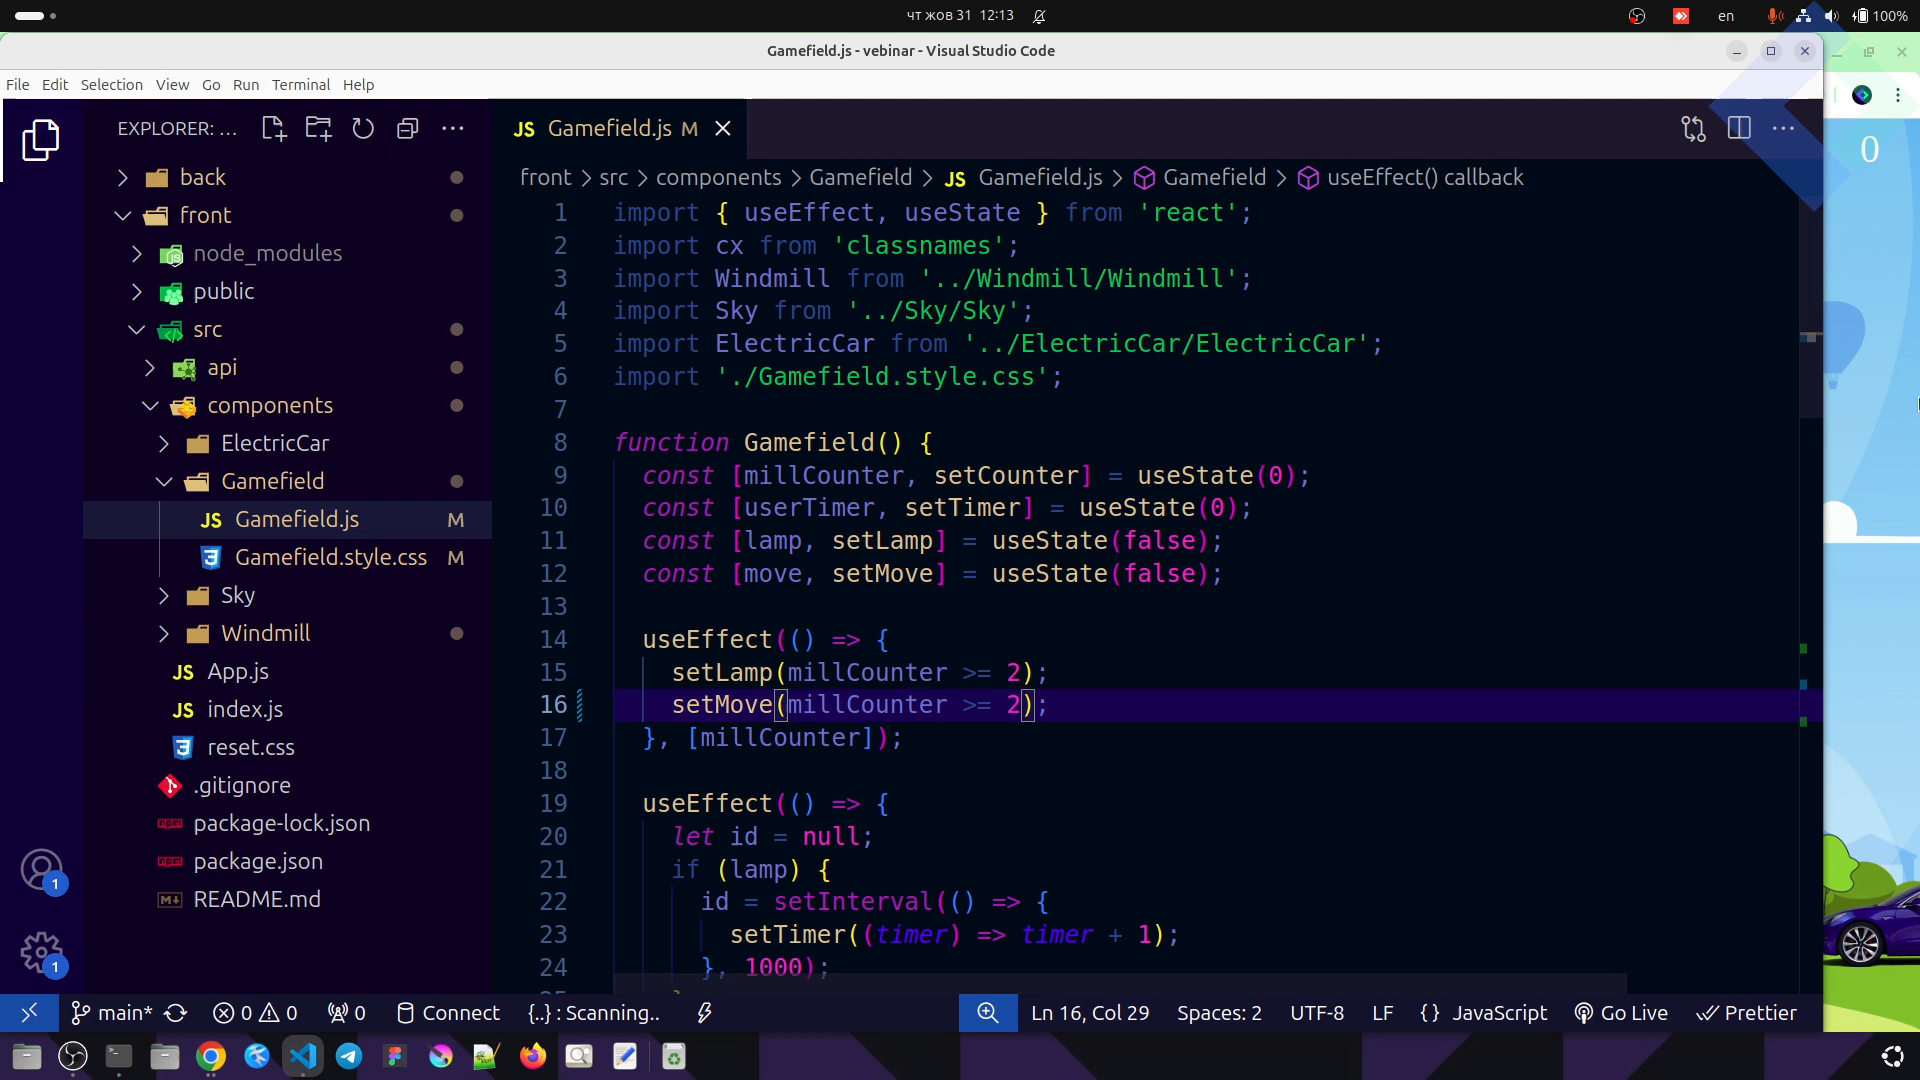 чт жов 31 12:13
en
100%
Gamefield.js - vebinar - Visual Studio Code
File Edit Selection View Go Run Terminal Help
EXPLORER: ...
JS Gamefield.js M
0
front > src > components > Gamefield > JS Gamefield.js > Gamefield > useEffect() callback
back
front
node_modules
public
src
api
components
ElectricCar
Gamefield
JS Gamefield.js M
Gamefield.style.css M
Sky
Windmill
JS App.js
JS index.js
reset.css
.gitignore
package-lock.json
package.json
README.md
1
1
1 import { useEffect, useState } from 'react';
2 import cx from 'classnames';
3 import Windmill from '../Windmill/Windmill';
4 import Sky from '../Sky/Sky';
5 import ElectricCar from '../ElectricCar/ElectricCar';
6 import './Gamefield.style.css';
7
8 function Gamefield() {
9 const [millCounter, setCounter] = useState(0);
10 const [userTimer, setTimer] = useState(0);
11 const [lamp, setLamp] = useState(false);
12 const [move, setMove] = useState(false);
13
14 useEffect(() => {
15 setLamp(millCounter >= 2);
16 setMove(millCounter >= 2);
17 }, [millCounter]);
18
19 useEffect(() => {
20 let id = null;
21 if (lamp) {
22 id = setInterval(() => {
23 setTimer((timer) => timer + 1);
24 }, 1000);
main* 0 0 0 Connect {..} : Scanning.. Ln 16, Col 29 Spaces: 2 UTF-8 LF {} JavaScript Go Live Prettier